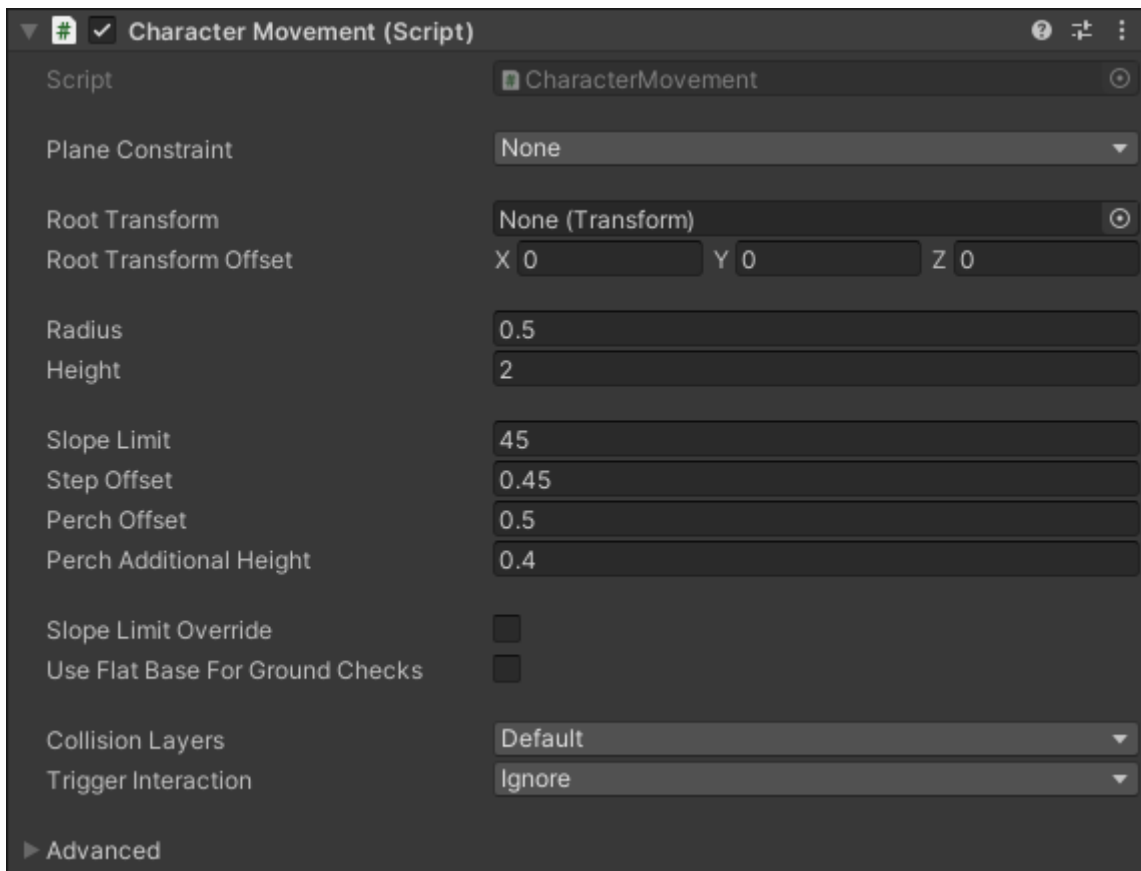 Character Movement (Script)
Script CharacterMovement
Plane Constraint None
Root Transform None (Transform)
Root Transform Offset X 0 Y 0 Z 0
Radius 0.5
Height 2
Slope Limit 45
Step Offset 0.45
Perch Offset 0.5
Perch Additional Height 0.4
Slope Limit Override
Use Flat Base For Ground Checks
Collision Layers Default
Trigger Interaction Ignore
Advanced